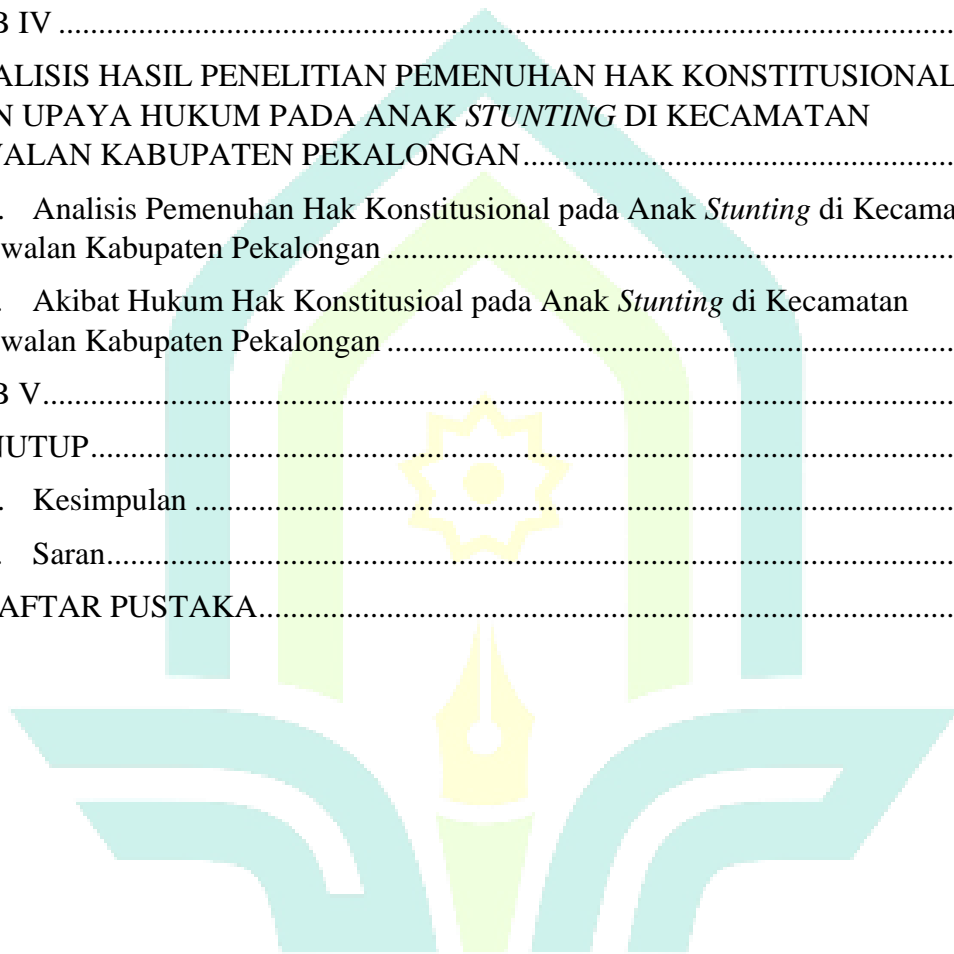 B IV ....................................................................................................
ALISIS HASIL PENELITIAN PEMENUHAN HAK KONSTITUSIONAL
N UPAYA HUKUM PADA ANAK STUNTING DI KECAMATAN
WALAN KABUPATEN PEKALONGAN ....................................................
. Analisis Pemenuhan Hak Konstitusional pada Anak Stunting di Kecama
walan Kabupaten Pekalongan ....................................................................
. Akibat Hukum Hak Konstitusioal pada Anak Stunting di Kecamatan
walan Kabupaten Pekalongan ....................................................................
B V....................................................................................................
NUTUP....................................................................................................
. Kesimpulan ....................................................................................................
. Saran....................................................................................................
AFTAR PUSTAKA....................................................................................